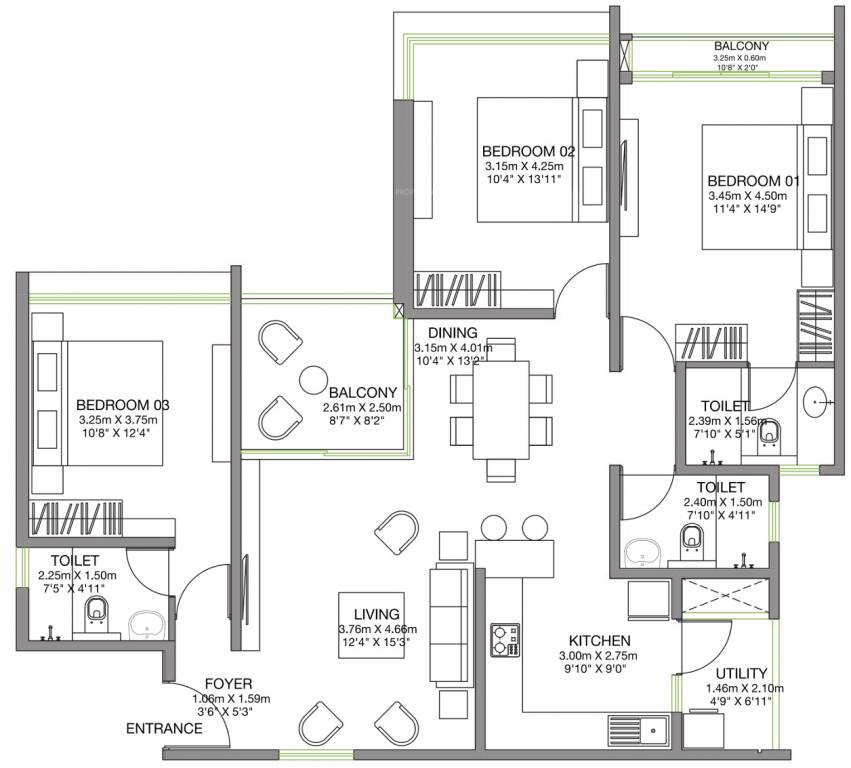 BALCONY
3.25m X 0.60m
10'8" X 2'0"
BEDROOM 02
3.15m X 4.25m
10'4" X 13'11"
BEDROOM 01
3.45m X 4.50m
11'4" X 14'9"
DINING
3.15m X 4.01m
10'4" X 13'2"
BALCONY
2.61m X 2.50m
8'7" X 8'2"
BEDROOM 03
3.25m X 3.75m
10'8" X 12'4"
TOILET
2.39m X 1.56m
7'10" X 5'1"
TOILET
2.40m X 1.50m
7'10" X 4'11"
TOILET
2.25m X 1.50m
7'5" X 4'11"
LIVING
3.76m X 4.66m
12'4" X 15'3"
KITCHEN
3.00m X 2.75m
9'10" X 9'0"
UTILITY
1.46m X 2.10m
4'9" X 6'11"
FOYER
1.06m X 1.59m
3'6" X 5'3"
ENTRANCE